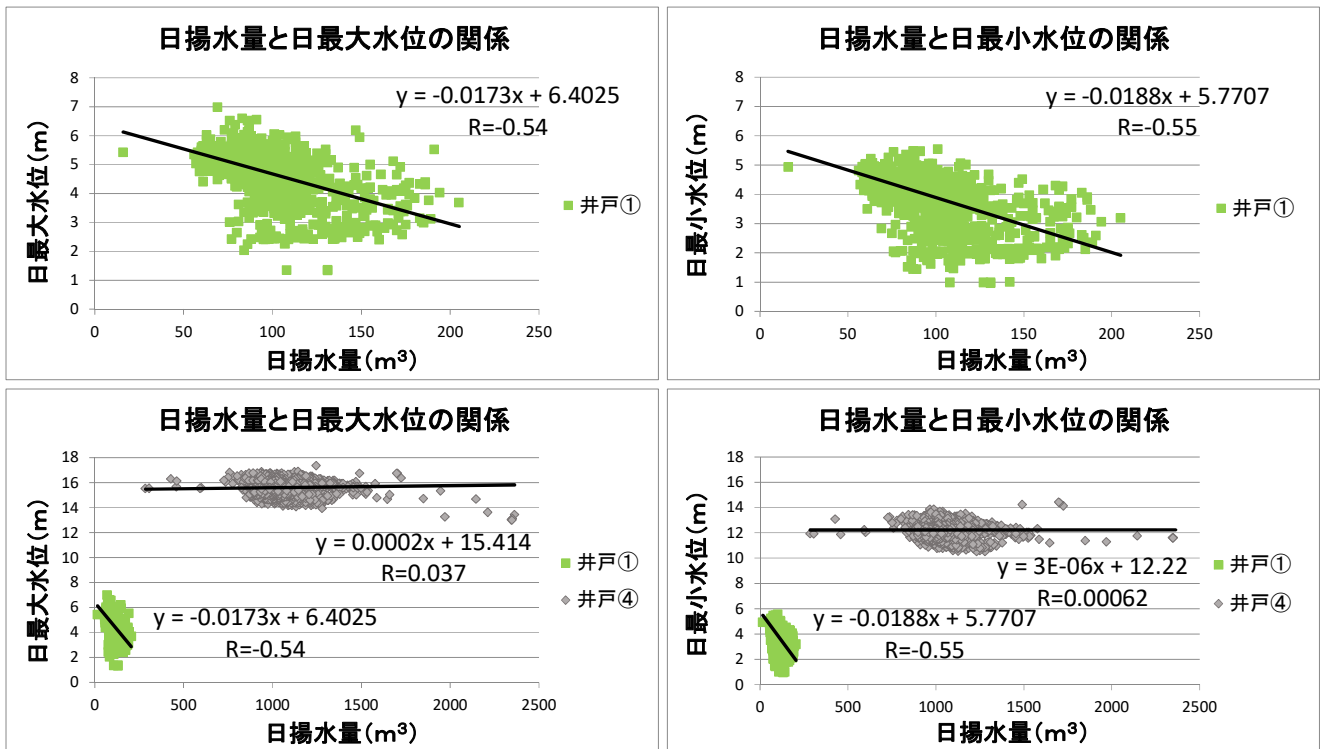 日揚水量と日最大水位の関係
y = -0.0173x + 6.4025
R=-0.54
日最大水位(m)
8
7
6
5
4
3
2
1
0
0 50 100 150 200 250
日揚水量(m³)
井戸①
日揚水量と日最小水位の関係
y = -0.0188x + 5.7707
R=-0.55
日最小水位(m)
8
7
6
5
4
3
2
1
0
0 50 100 150 200 250
日揚水量(m³)
井戸①
日揚水量と日最大水位の関係
日最大水位(m)
18
16
14
12
10
8
6
4
2
0
y = 0.0002x + 15.414
R=0.037
y = -0.0173x + 6.4025
R=-0.54
0 500 1000 1500 2000 2500
日揚水量(m³)
井戸①
井戸④
日揚水量と日最小水位の関係
日最小水位(m)
18
16
14
12
10
8
6
4
2
0
y = 3E-06x + 12.22
R=0.00062
y = -0.0188x + 5.7707
R=-0.55
0 500 1000 1500 2000 2500
日揚水量(m³)
井戸①
井戸④